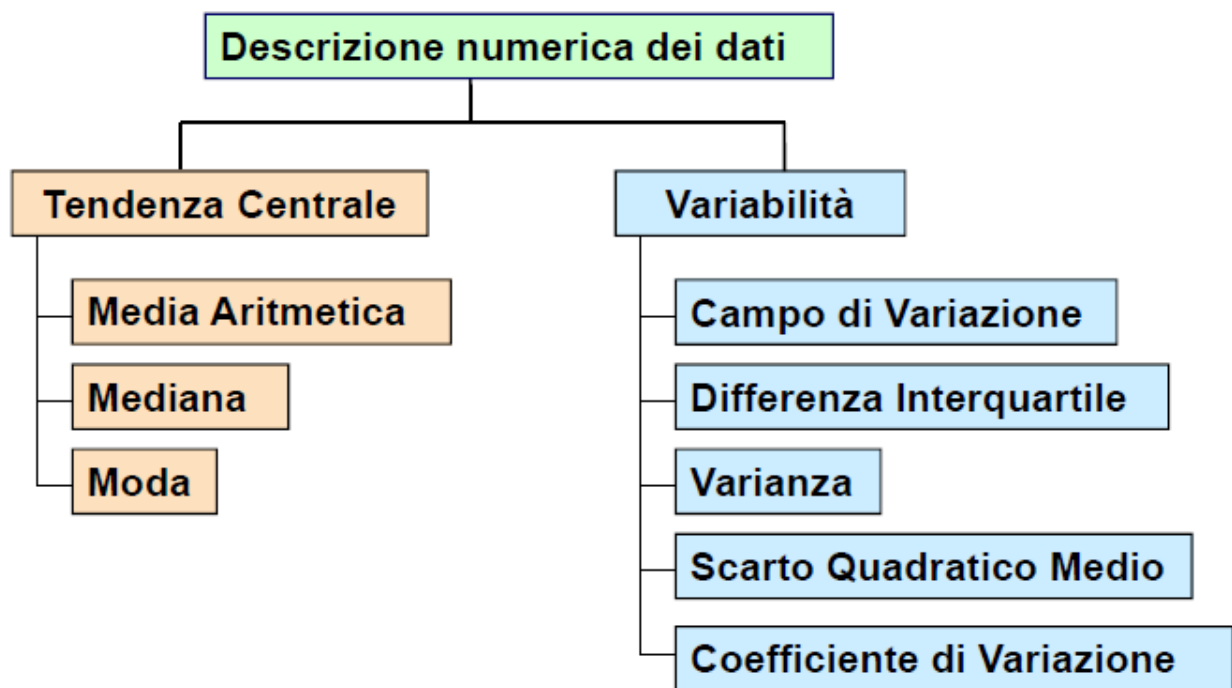 Descrizione numerica dei dati
Tendenza Centrale
Media Aritmetica
Mediana
Moda
Variabilità
Campo di Variazione
Differenza Interquartile
Varianza
Scarto Quadratico Medio
Coefficiente di Variazione